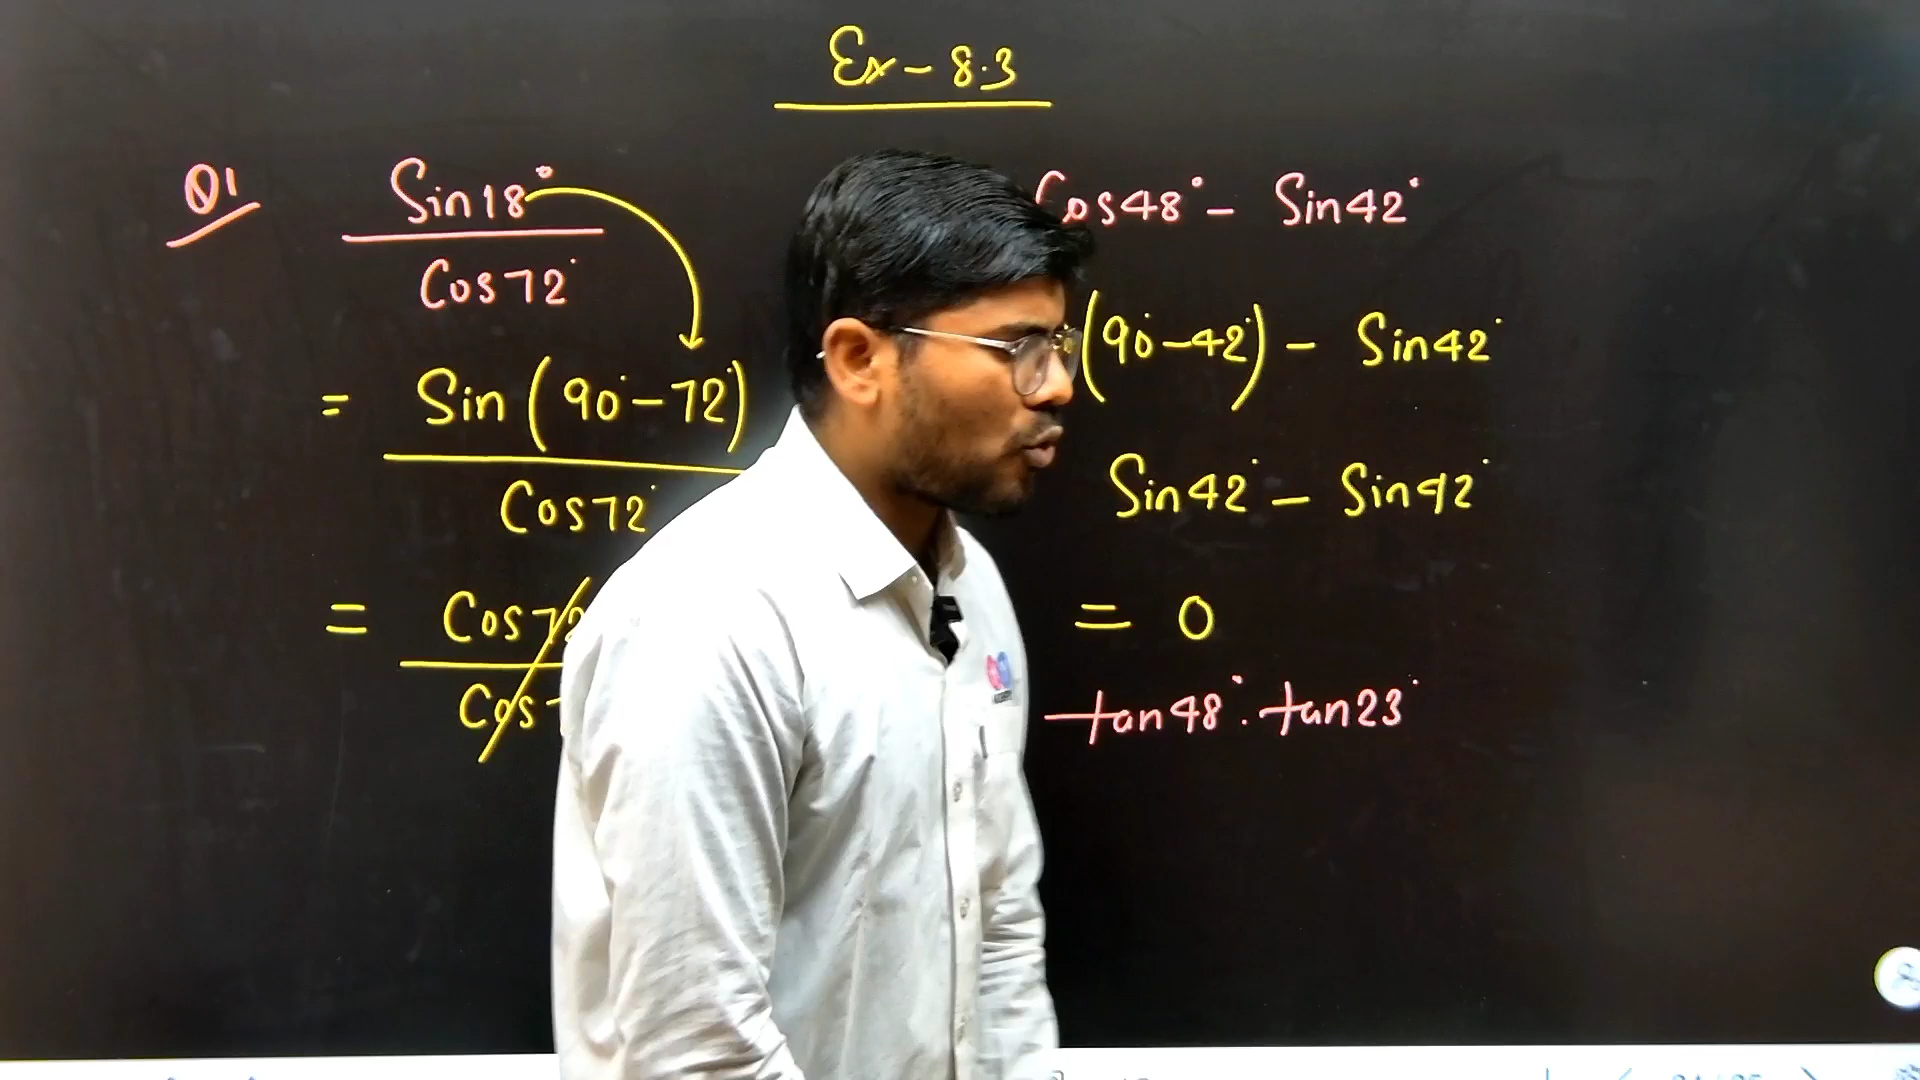 Ex - 8.3
Q1
Sin18°
Cos72°
= Sin (90° - 72°)
Cos72°
= Cos72
Cos
Cos48° - Sin42°
(90° - 42°) - Sin42°
Sin42° - Sin42°
= 0
tan48° . tan23°